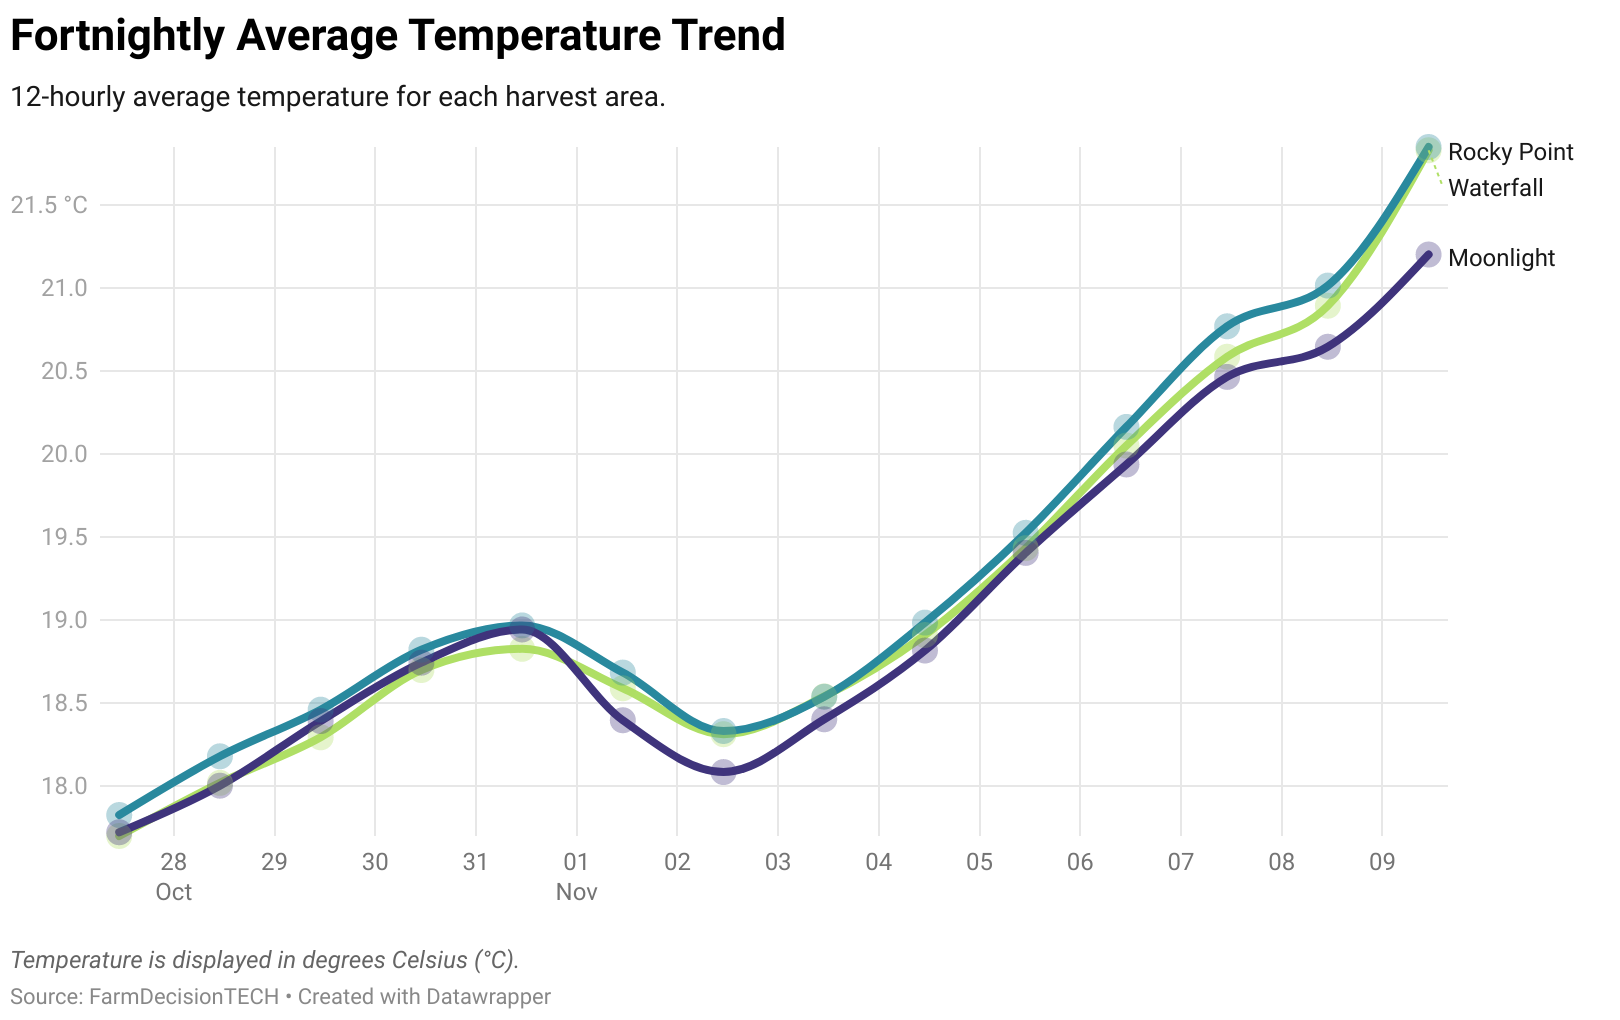 Fortnightly Average Temperature Trend
12-hourly average temperature for each harvest area.
Rocky Point
Waterfall
21.5 °C
Moonlight
21.0
20.5
20.0
19.5
19.0
18.5
18.0
28 29 30 31 01 02 03 04 05 06 07 08 09
Oct Nov
Temperature is displayed in degrees Celsius (°C).
Source: FarmDecisionTECH • Created with Datawrapper